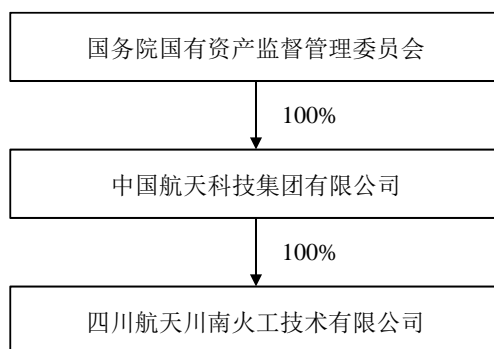 国务院国有资产监督管理委员会
100%
中国航天科技集团有限公司
100%
四川航天川南火工技术有限公司